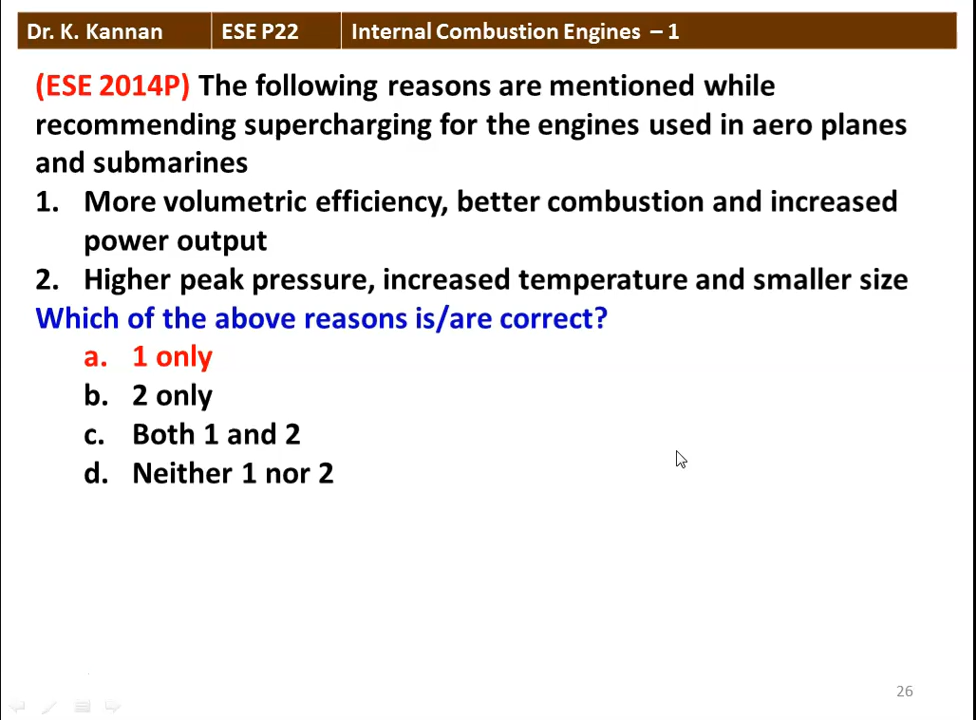 Dr. K. Kannan ESE P22 Internal Combustion Engines – 1
(ESE 2014P) The following reasons are mentioned while
recommending supercharging for the engines used in aero planes
and submarines
1. More volumetric efficiency, better combustion and increased
power output
2. Higher peak pressure, increased temperature and smaller size
Which of the above reasons is/are correct?
a. 1 only
b. 2 only
c. Both 1 and 2
d. Neither 1 nor 2
26